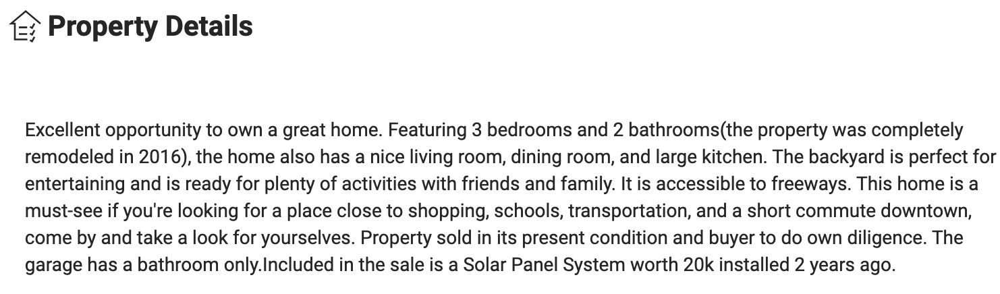 Property Details
Excellent opportunity to own a great home. Featuring 3 bedrooms and 2 bathrooms(the property was completely
remodeled in 2016), the home also has a nice living room, dining room, and large kitchen. The backyard is perfect for
entertaining and is ready for plenty of activities with friends and family. It is accessible to freeways. This home is a
must-see if you're looking for a place close to shopping, schools, transportation, and a short commute downtown,
come by and take a look for yourselves. Property sold in its present condition and buyer to do own diligence. The
garage has a bathroom only.Included in the sale is a Solar Panel System worth 20k installed 2 years ago.